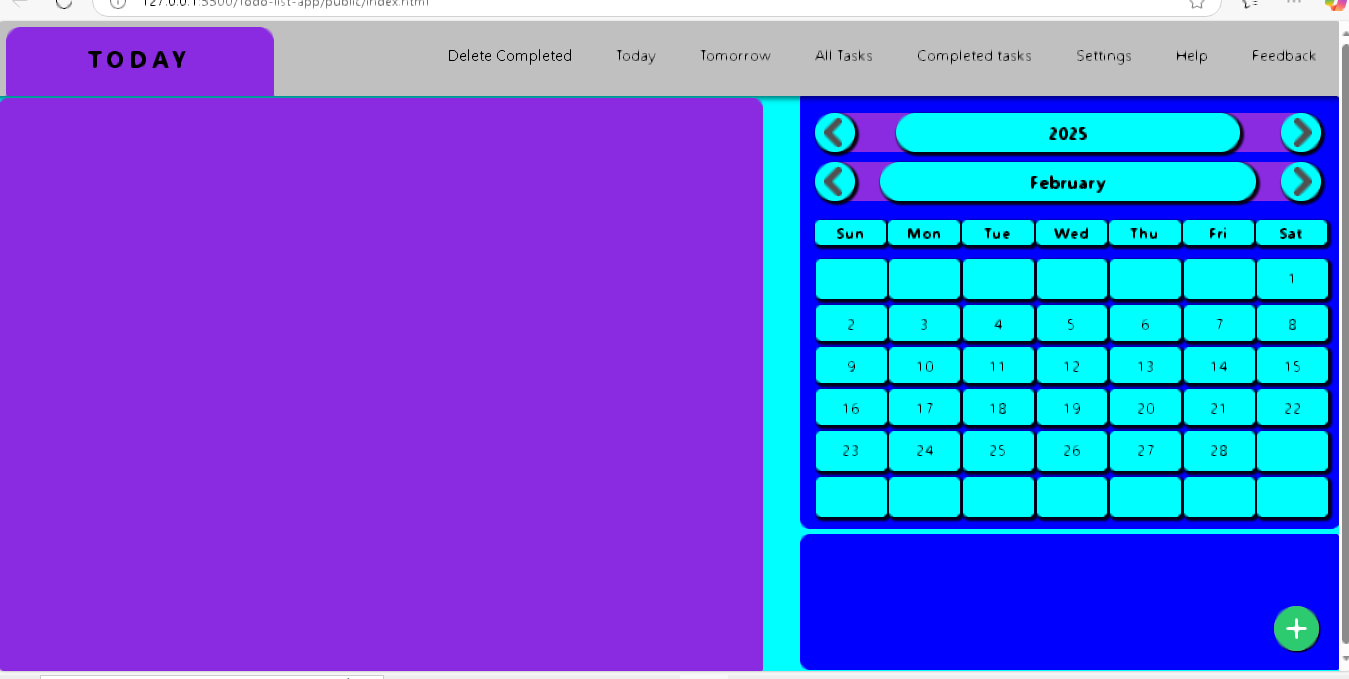 127.0.0.1:5500/Todo-list-app/public/index.html
TODAY
Delete Completed Today Tomorrow All Tasks Completed tasks Settings Help Feedback
2025
February
Sun Mon Tue Wed Thu Fri Sat
1
2 3 4 5 6 7 8
9 10 11 12 13 14 15
16 17 18 19 20 21 22
23 24 25 26 27 28